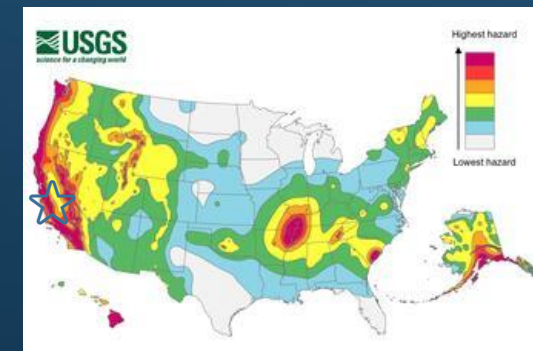 USGS
science for a changing world
Highest hazard
Lowest hazard